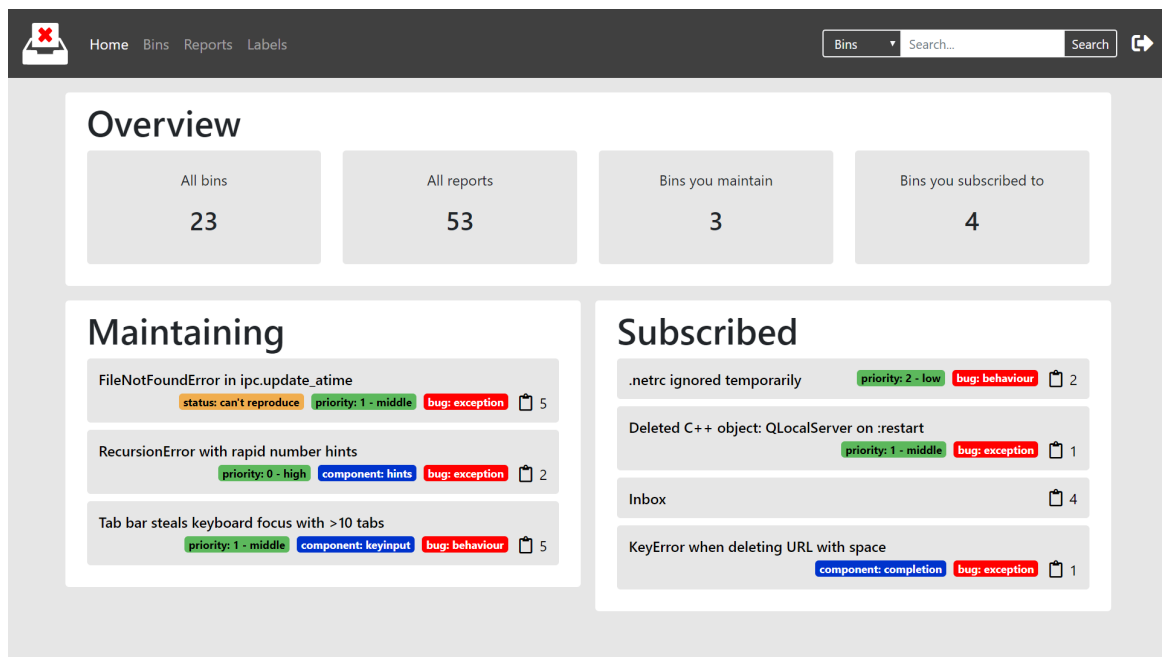 Home Bins Reports Labels Bins Search... Search
Overview
All bins All reports Bins you maintain Bins you subscribed to
23 53 3 4
Maintaining
FileNotFoundError in ipc.update_atime
status: can't reproduce priority: 1 - middle bug: exception 5
RecursionError with rapid number hints
priority: 0 - high component: hints bug: exception 2
Tab bar steals keyboard focus with >10 tabs
priority: 1 - middle component: keyinput bug: behaviour 5
Subscribed
.netrc ignored temporarily priority: 2 - low bug: behaviour 2
Deleted C++ object: QLocalServer on :restart
priority: 1 - middle bug: exception 1
Inbox 4
KeyError when deleting URL with space
component: completion bug: exception 1